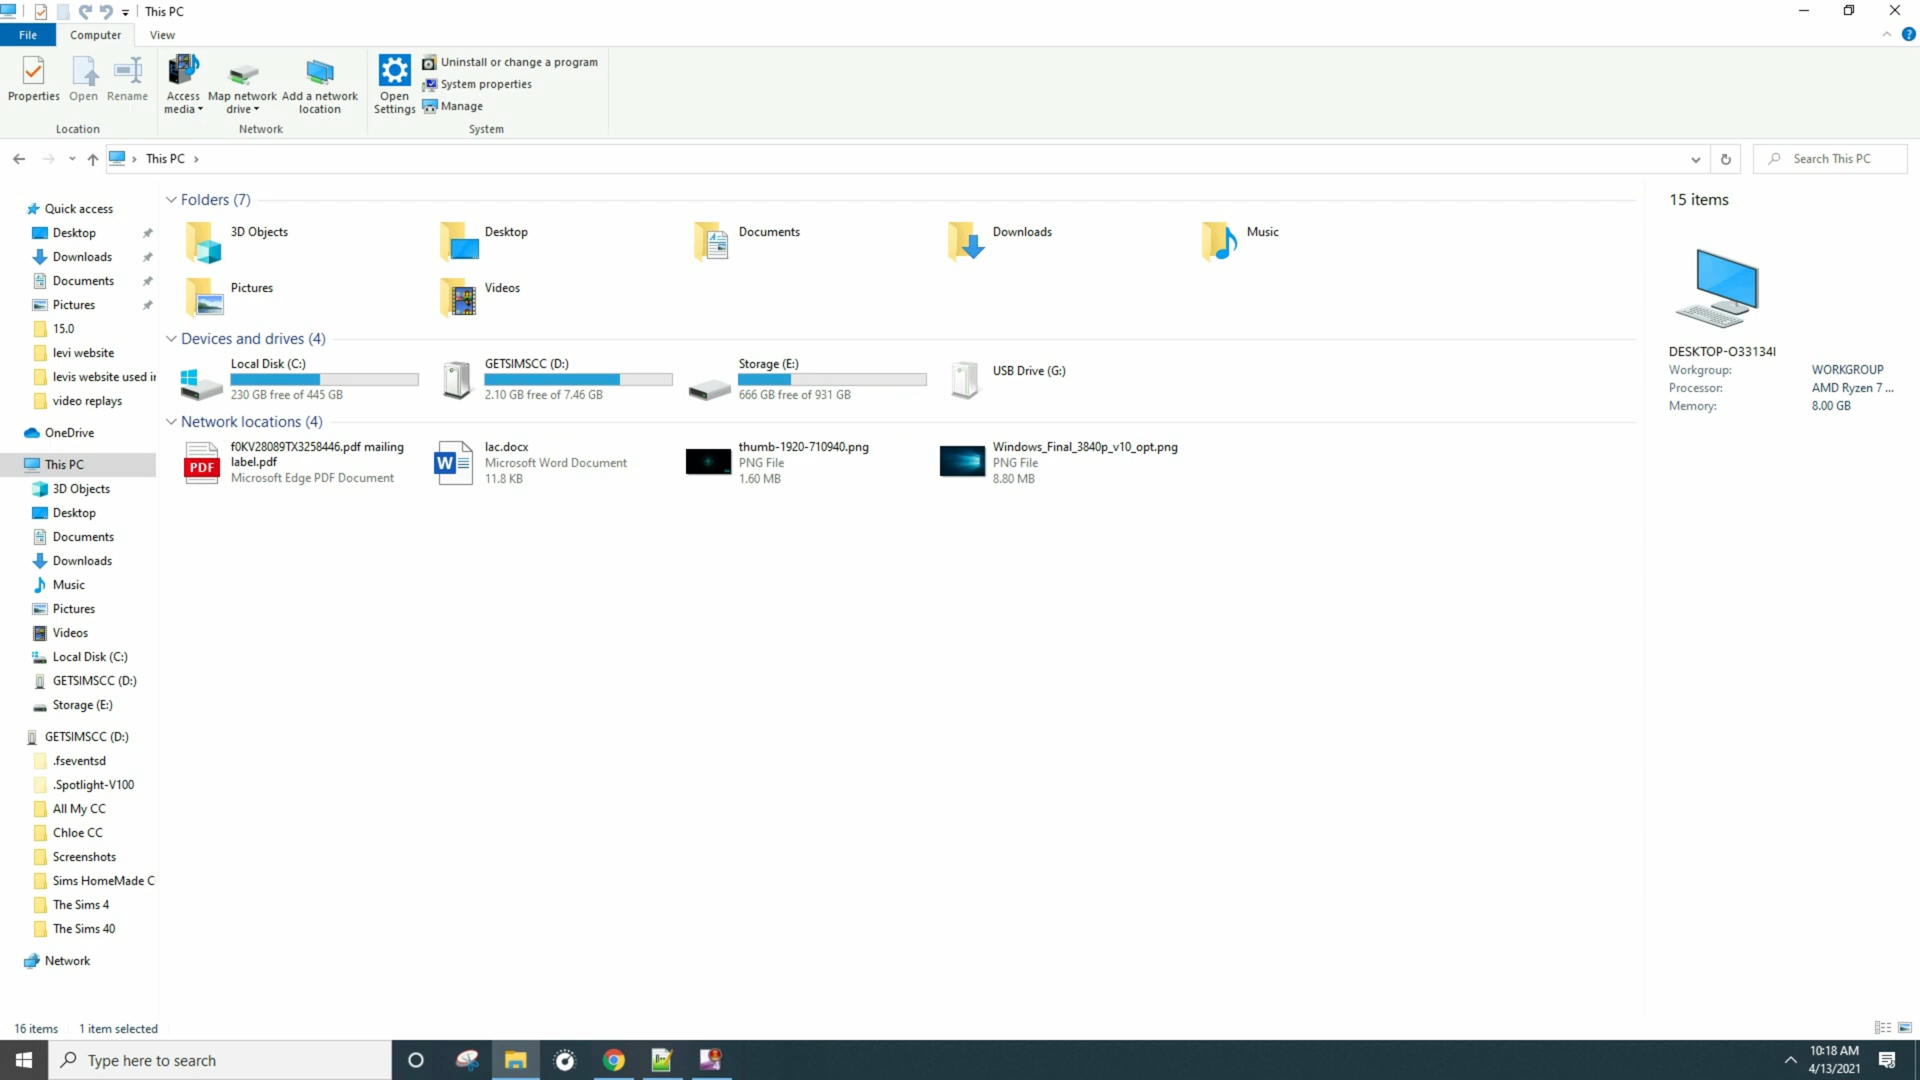 This PC
File
Computer
View
Properties
Open
Rename
Location
Access media
Map network drive
Add a network location
Network
Open Settings
Uninstall or change a program
System properties
Manage
System
This PC
Search This PC
Quick access
Desktop
Downloads
Documents
Pictures
15.0
levi website
levis website used in
video replays
OneDrive
This PC
3D Objects
Desktop
Documents
Downloads
Music
Pictures
Videos
Local Disk (C:)
GETSIMSCC (D:)
Storage (E:)
GETSIMSCC (D:)
.fseventsd
.Spotlight-V100
All My CC
Chloe CC
Screenshots
Sims HomeMade C
The Sims 4
The Sims 40
Network
Folders (7)
3D Objects
Desktop
Documents
Downloads
Music
Pictures
Videos
Devices and drives (4)
Local Disk (C:)
230 GB free of 445 GB
GETSIMSCC (D:)
2.10 GB free of 7.46 GB
Storage (E:)
666 GB free of 931 GB
USB Drive (G:)
Network locations (4)
f0KV28089TX3258446.pdf mailing
label.pdf
Microsoft Edge PDF Document
PDF
lac.docx
Microsoft Word Document
11.8 KB
W
thumb-1920-710940.png
PNG File
1.60 MB
Windows_Final_3840p_v10_opt.png
PNG File
8.80 MB
15 items
DESKTOP-O33134I
Workgroup: WORKGROUP
Processor: AMD Ryzen 7 ...
Memory: 8.00 GB
16 items
1 item selected
Type here to search
10:18 AM
4/13/2021